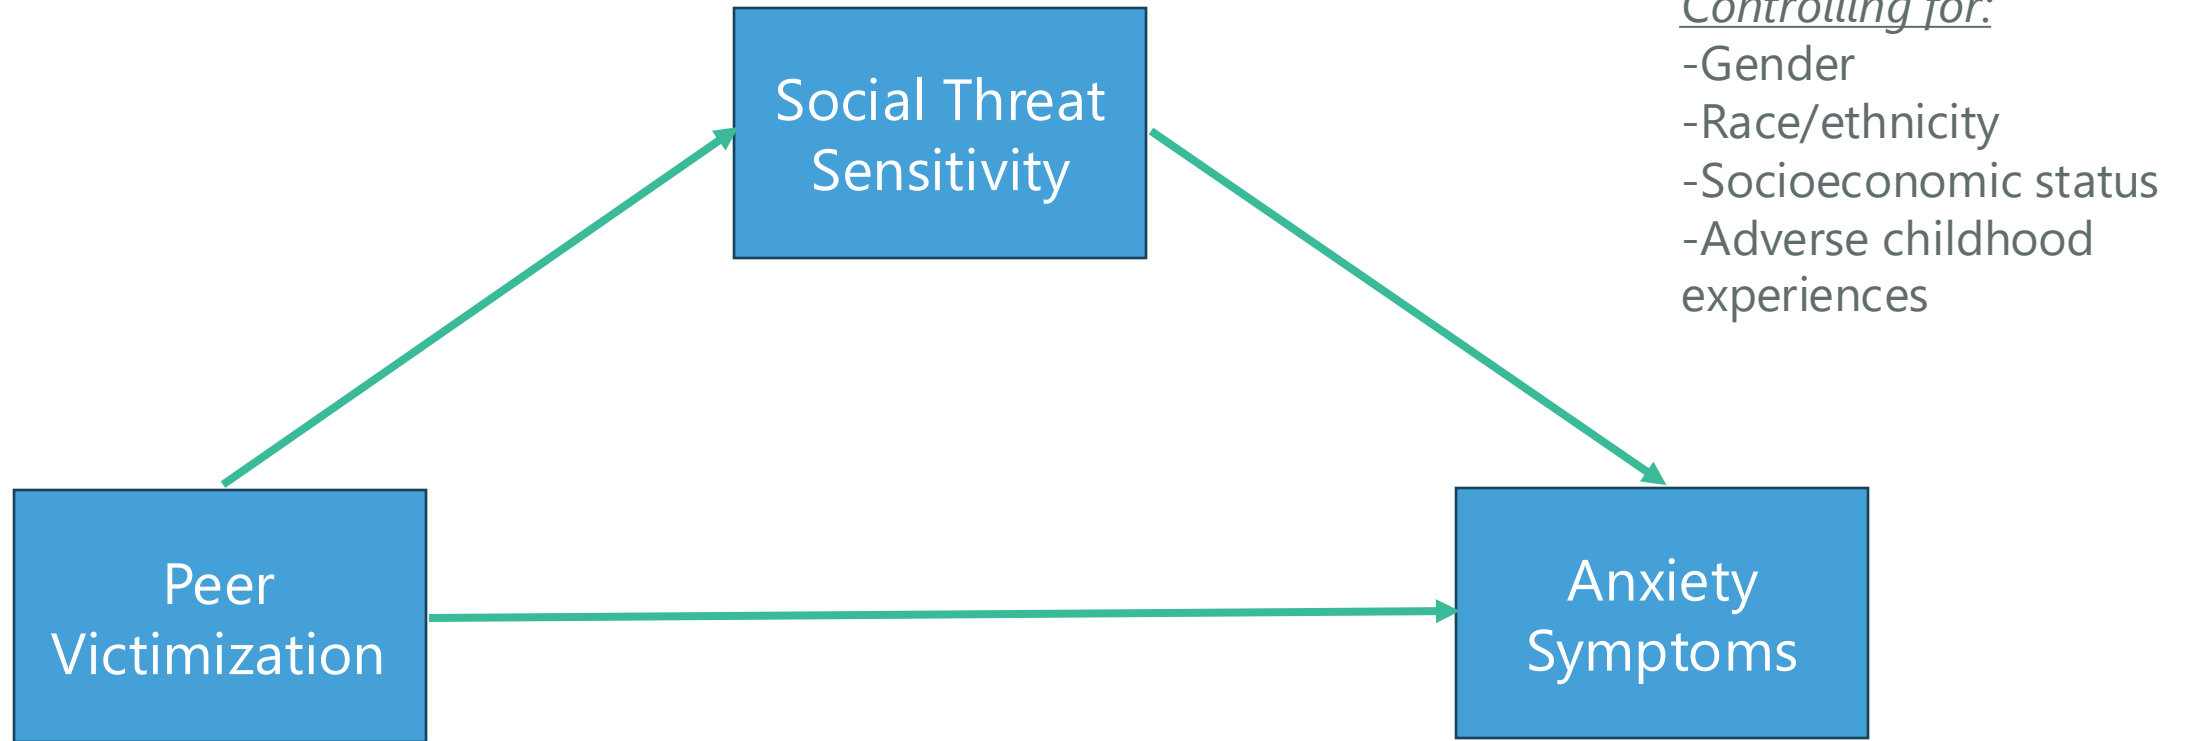 Controlling for:
-Gender
-Race/ethnicity
-Socioeconomic status
-Adverse childhood
experiences
Social Threat
Sensitivity
Peer
Victimization
Anxiety
Symptoms